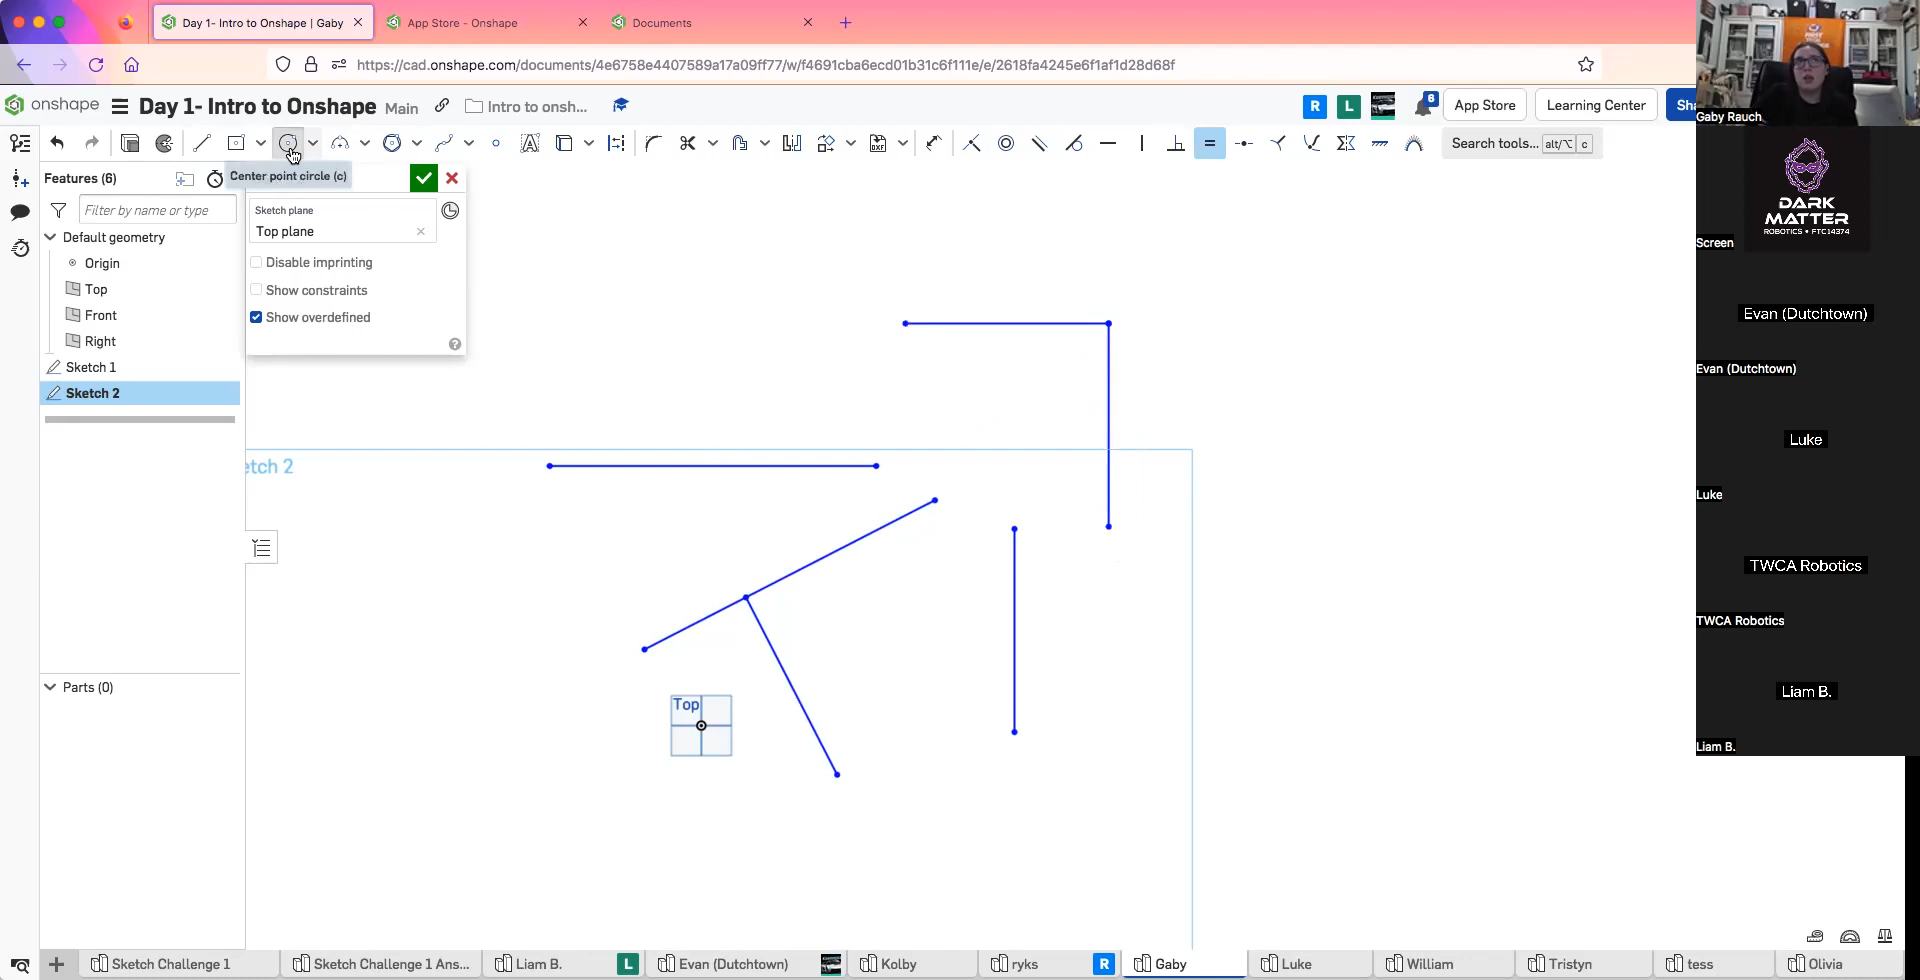 Day 1- Intro to Onshape | Gaby
App Store - Onshape
Documents
https://cad.onshape.com/documents/4e6758e4407589a17a09ff77/w/f4691cba6ecd01b31c6f111e/e/2618fa4245e6f1af1d28d68f
onshape
Day 1- Intro to Onshape
Main
Intro to onsh...
R
L
6
App Store
Learning Center
Sha
Gaby Rauch
Search tools...
alt/⌥
c
Features (6)
Center point circle (c)
Filter by name or type
Sketch plane
Top plane
Disable imprinting
Show constraints
Show overdefined
Default geometry
Origin
Top
Front
Right
Sketch 1
Sketch 2
etch 2
Top
Parts (0)
DARK
MATTER
ROBOTICS • FTC14374
Screen
Evan (Dutchtown)
Evan (Dutchtown)
Luke
Luke
TWCA Robotics
TWCA Robotics
Liam B.
Liam B.
Sketch Challenge 1
Sketch Challenge 1 Ans...
Liam B.
L
Evan (Dutchtown)
Kolby
ryks
R
Gaby
Luke
William
Tristyn
tess
Olivia